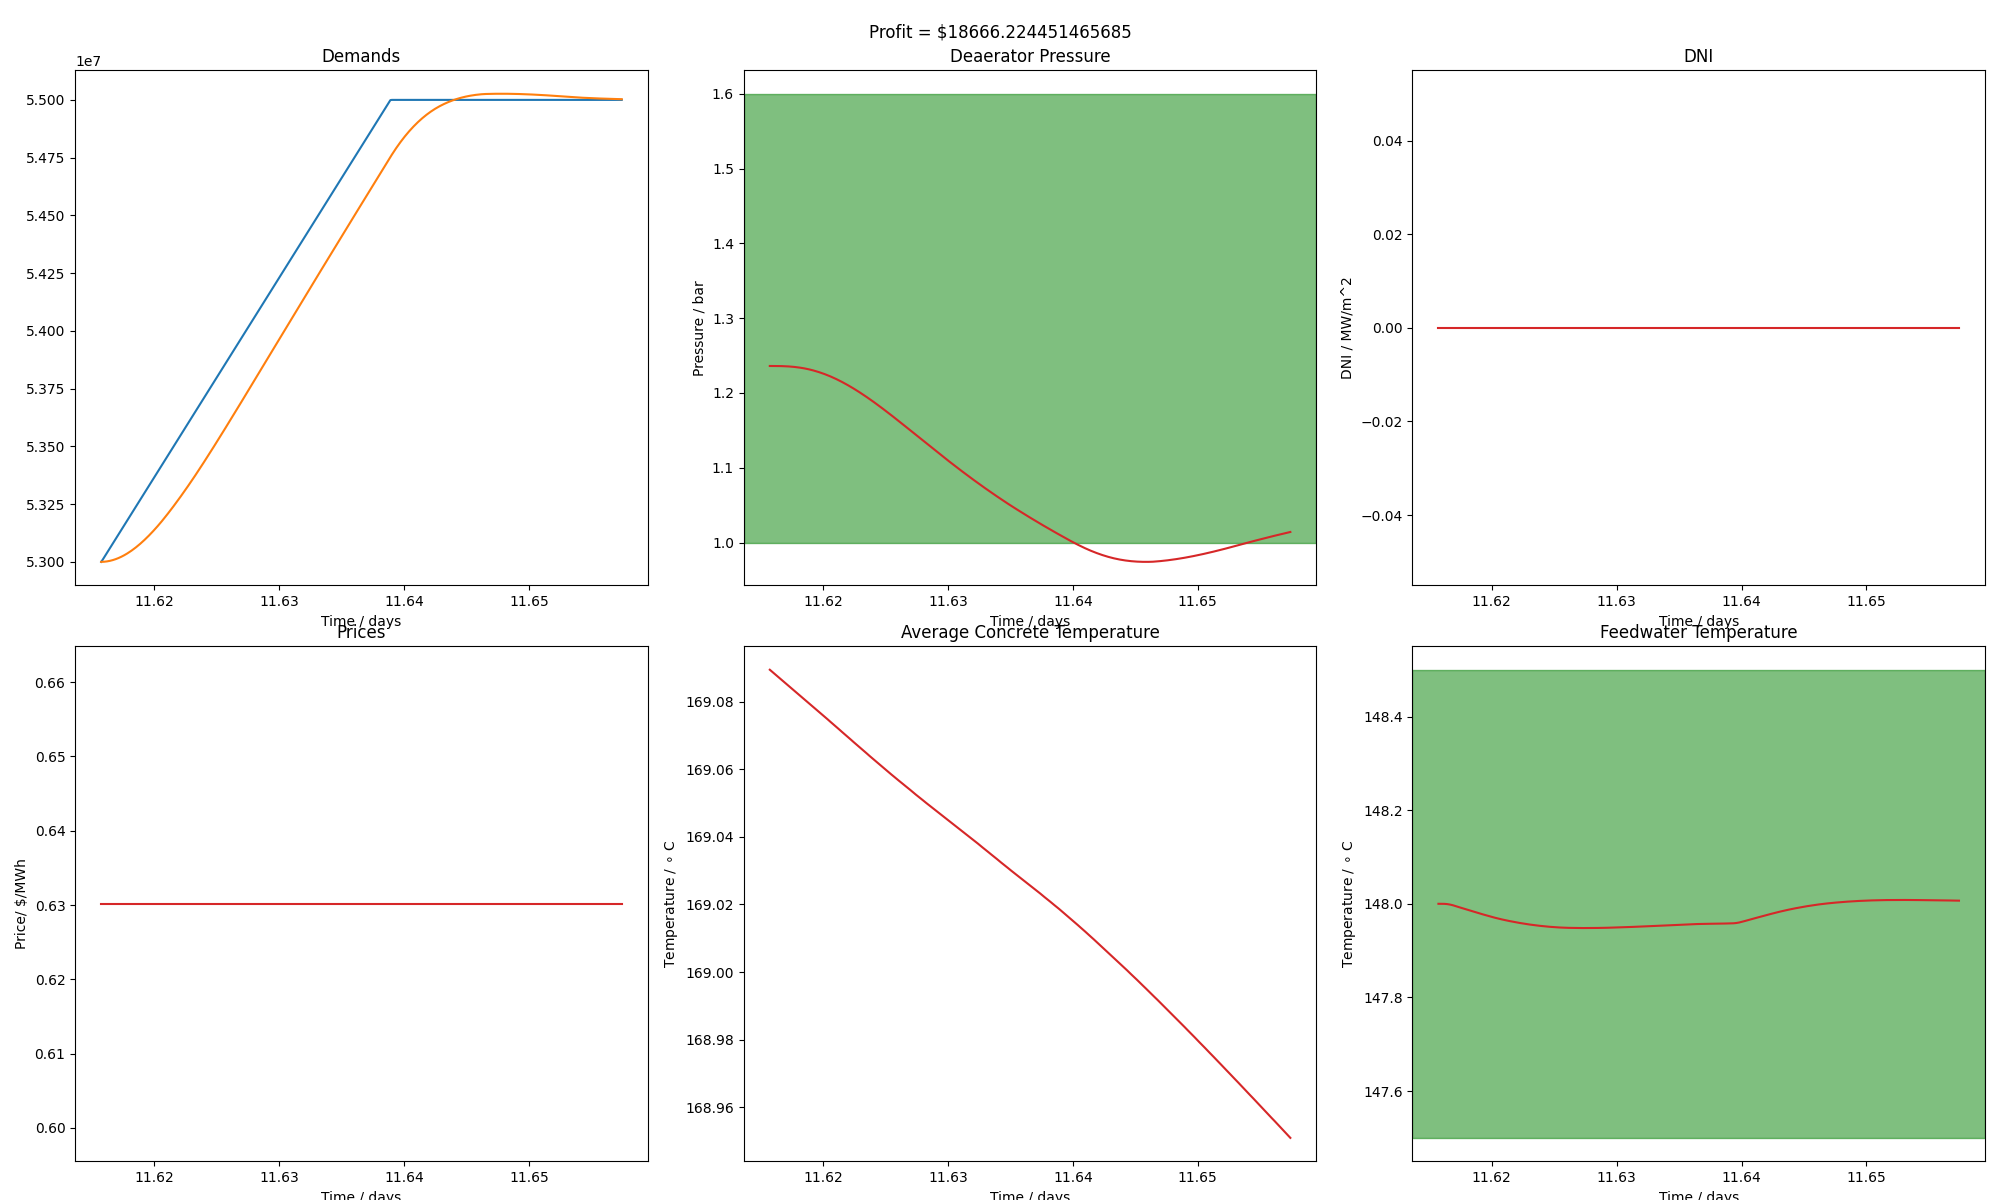 Profit = $18666.224451465685
Demands
1e7
5.500
5.475
5.450
5.425
5.400
5.375
5.350
5.325
5.300
11.62 11.63 11.64 11.65
Time / days
Deaerator Pressure
Pressure / bar
1.6
1.5
1.4
1.3
1.2
1.1
1.0
11.62 11.63 11.64 11.65
Time / days
DNI
DNI / MW/m^2
0.04
0.02
0.00
−0.02
−0.04
11.62 11.63 11.64 11.65
Time / days
Prices
Price/ $/MWh
0.66
0.65
0.64
0.63
0.62
0.61
0.60
11.62 11.63 11.64 11.65
Time / days
Average Concrete Temperature
Temperature / ∘ C
169.08
169.06
169.04
169.02
169.00
168.98
168.96
11.62 11.63 11.64 11.65
Time / days
Feedwater Temperature
Temperature / ∘ C
148.4
148.2
148.0
147.8
147.6
11.62 11.63 11.64 11.65
Time / days